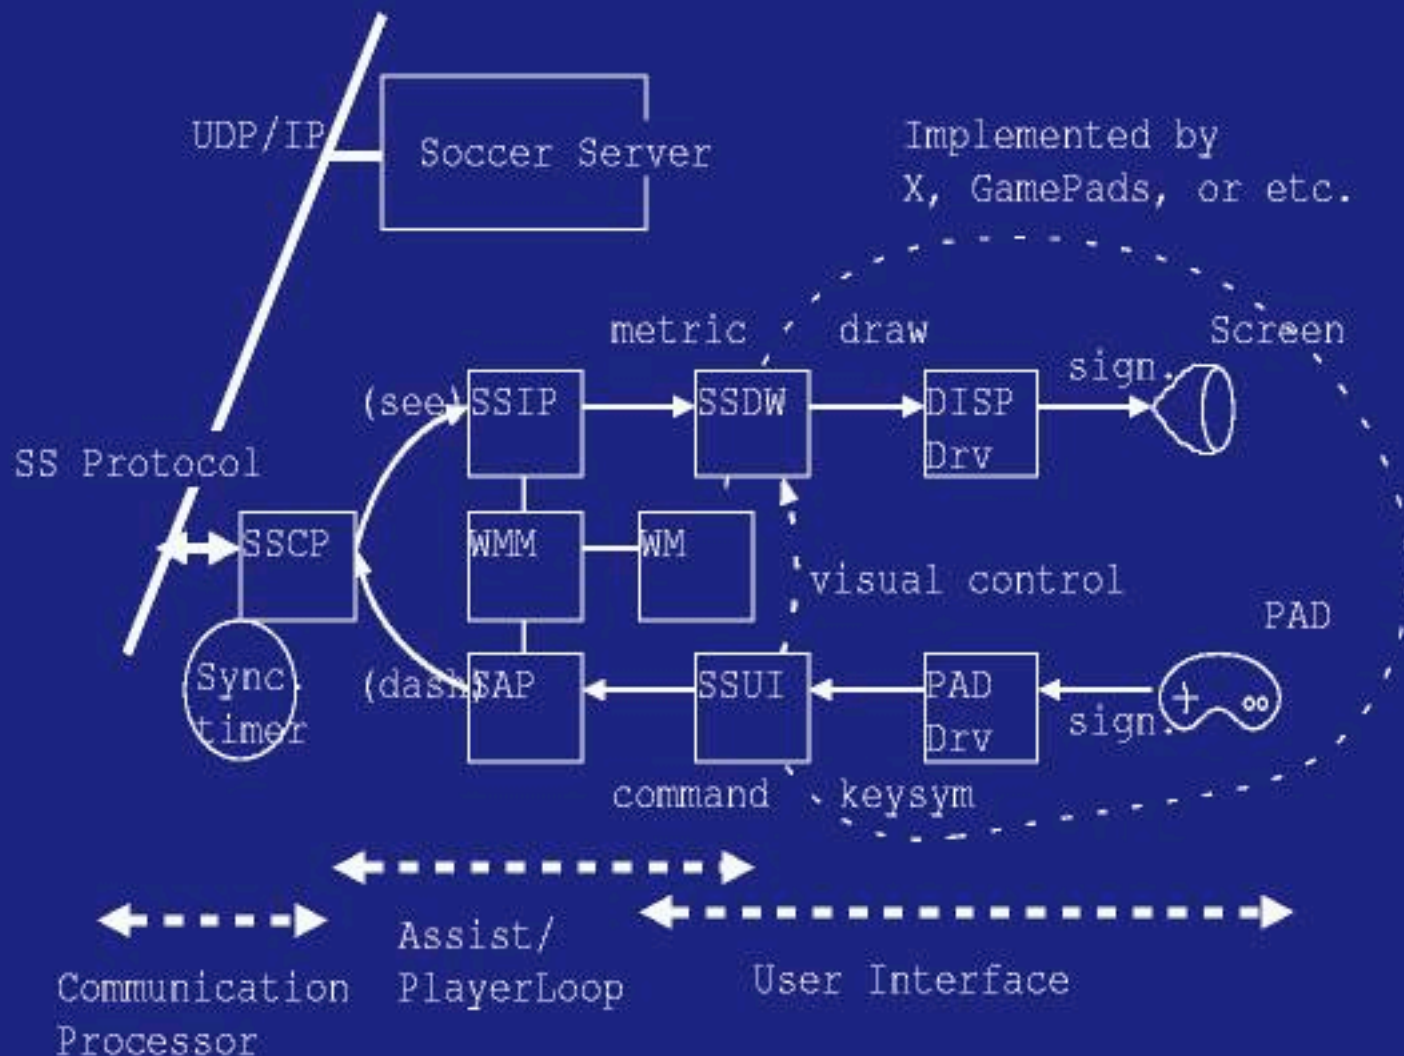 UDP/IP
Soccer Server
Implemented by
X, GamePads, or etc.
metric
draw
Screen
sign.
(see)
SSIP
SSDW
DISP
Drv
SS Protocol
SSCP
WMM
WM
visual control
PAD
Sync.
timer
(dash)
SAP
SSUI
PAD
Drv
sign.
command
keysym
Assist/
PlayerLoop
User Interface
Communication
Processor